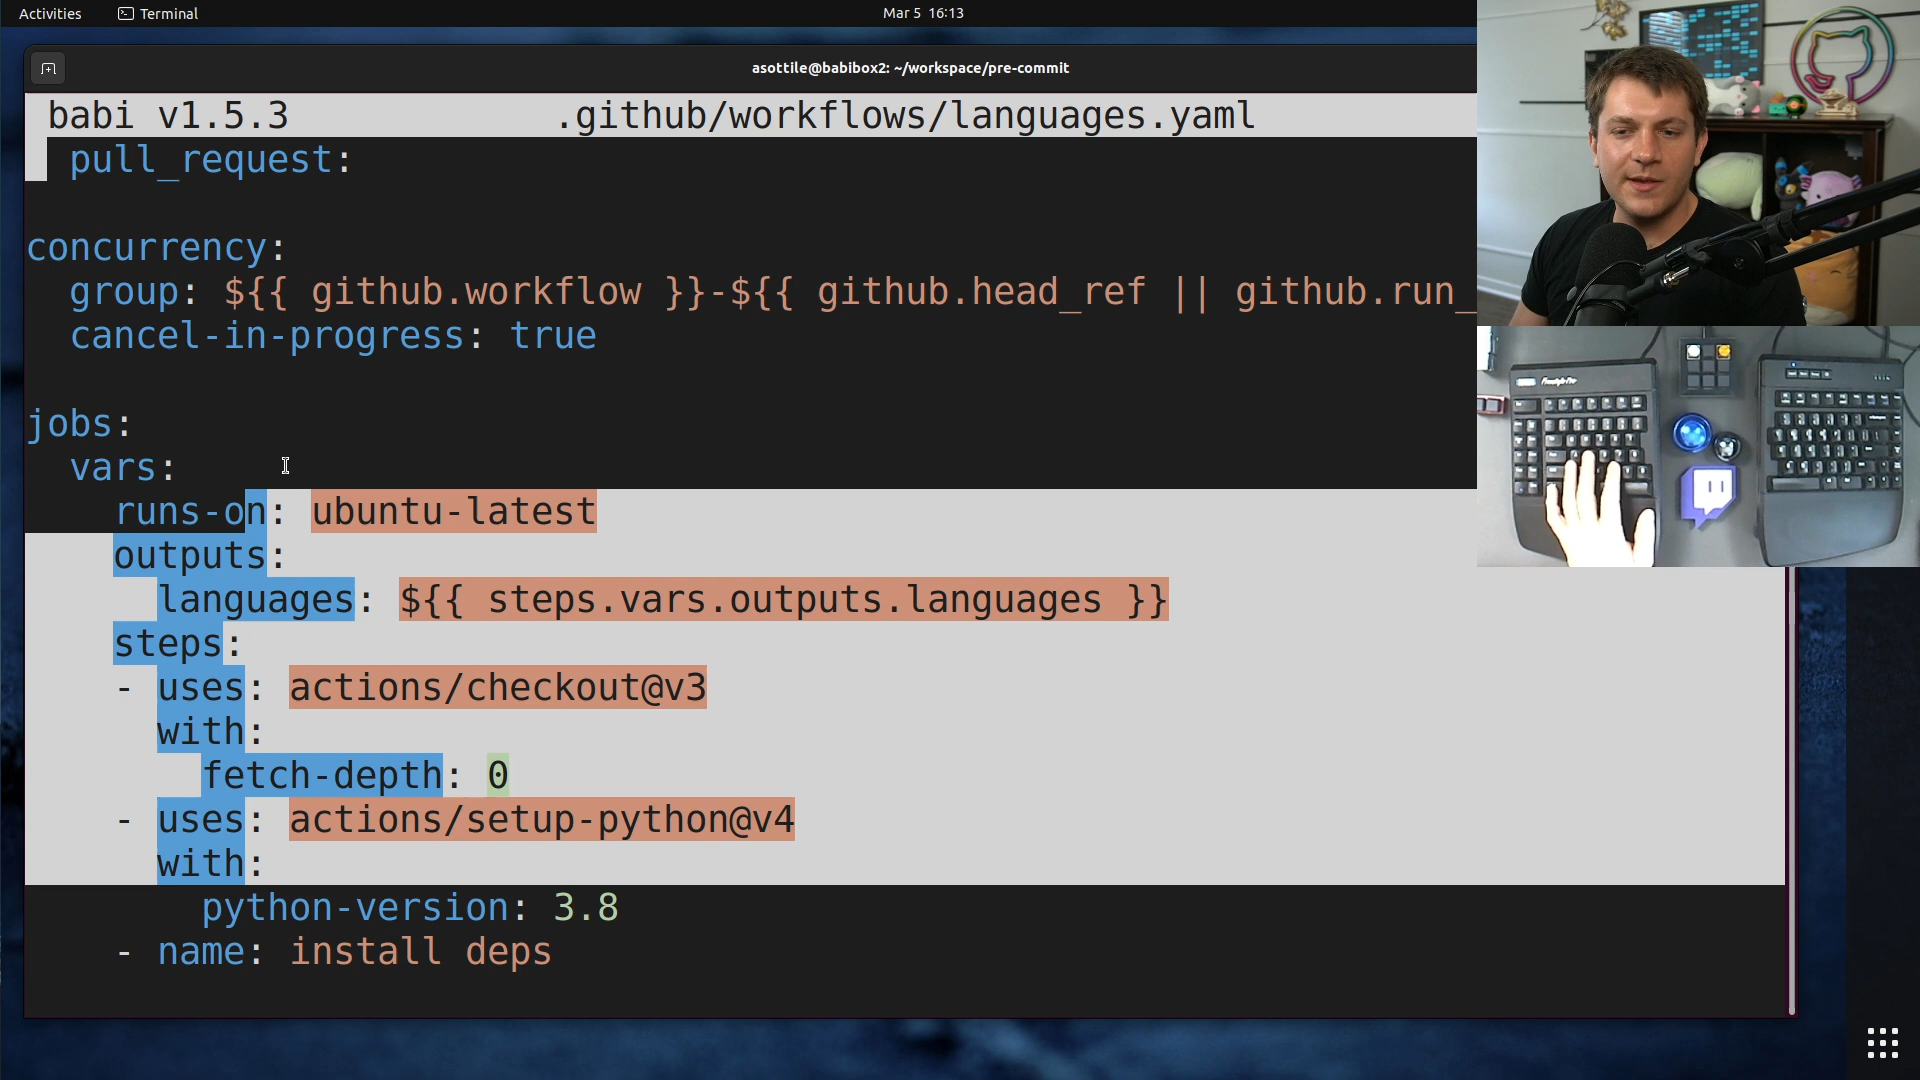 Activities
Terminal
Mar 5 16:13
asottile@babibox2: ~/workspace/pre-commit
babi v1.5.3 .github/workflows/languages.yaml
pull_request:
concurrency:
group: ${{ github.workflow }}-${{ github.head_ref || github.run_
cancel-in-progress: true
jobs:
vars:
runs-on: ubuntu-latest
outputs:
languages: ${{ steps.vars.outputs.languages }}
steps:
- uses: actions/checkout@v3
with:
fetch-depth: 0
- uses: actions/setup-python@v4
with:
python-version: 3.8
- name: install deps